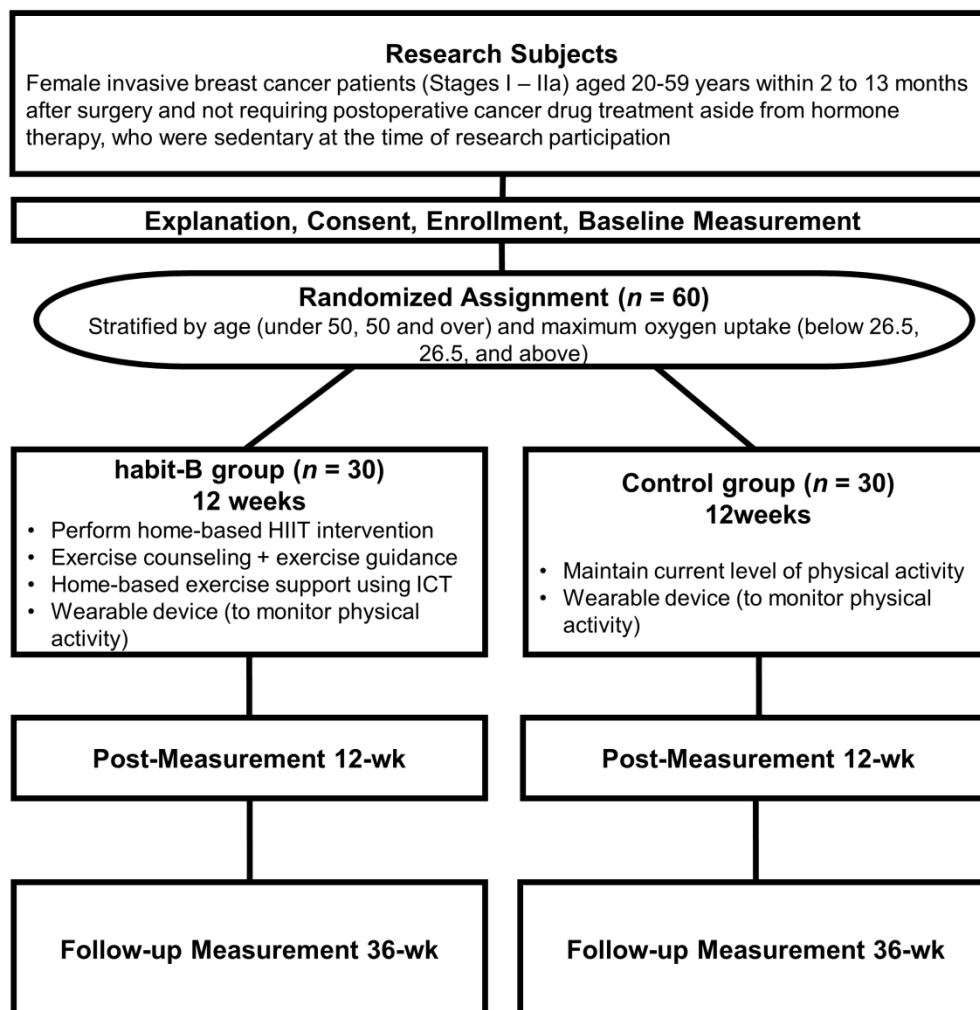 Research Subjects
Female invasive breast cancer patients (Stages I – IIa) aged 20-59 years within 2 to 13 months
after surgery and not requiring postoperative cancer drug treatment aside from hormone
therapy, who were sedentary at the time of research participation
Explanation, Consent, Enrollment, Baseline Measurement
Randomized Assignment (n = 60)
Stratified by age (under 50, 50 and over) and maximum oxygen uptake (below 26.5,
26.5, and above)
habit-B group (n = 30)
12 weeks
• Perform home-based HIIT intervention
• Exercise counseling + exercise guidance
• Home-based exercise support using ICT
• Wearable device (to monitor physical
activity)
Control group (n = 30)
12weeks
• Maintain current level of physical activity
• Wearable device (to monitor physical
activity)
Post-Measurement 12-wk
Post-Measurement 12-wk
Follow-up Measurement 36-wk
Follow-up Measurement 36-wk